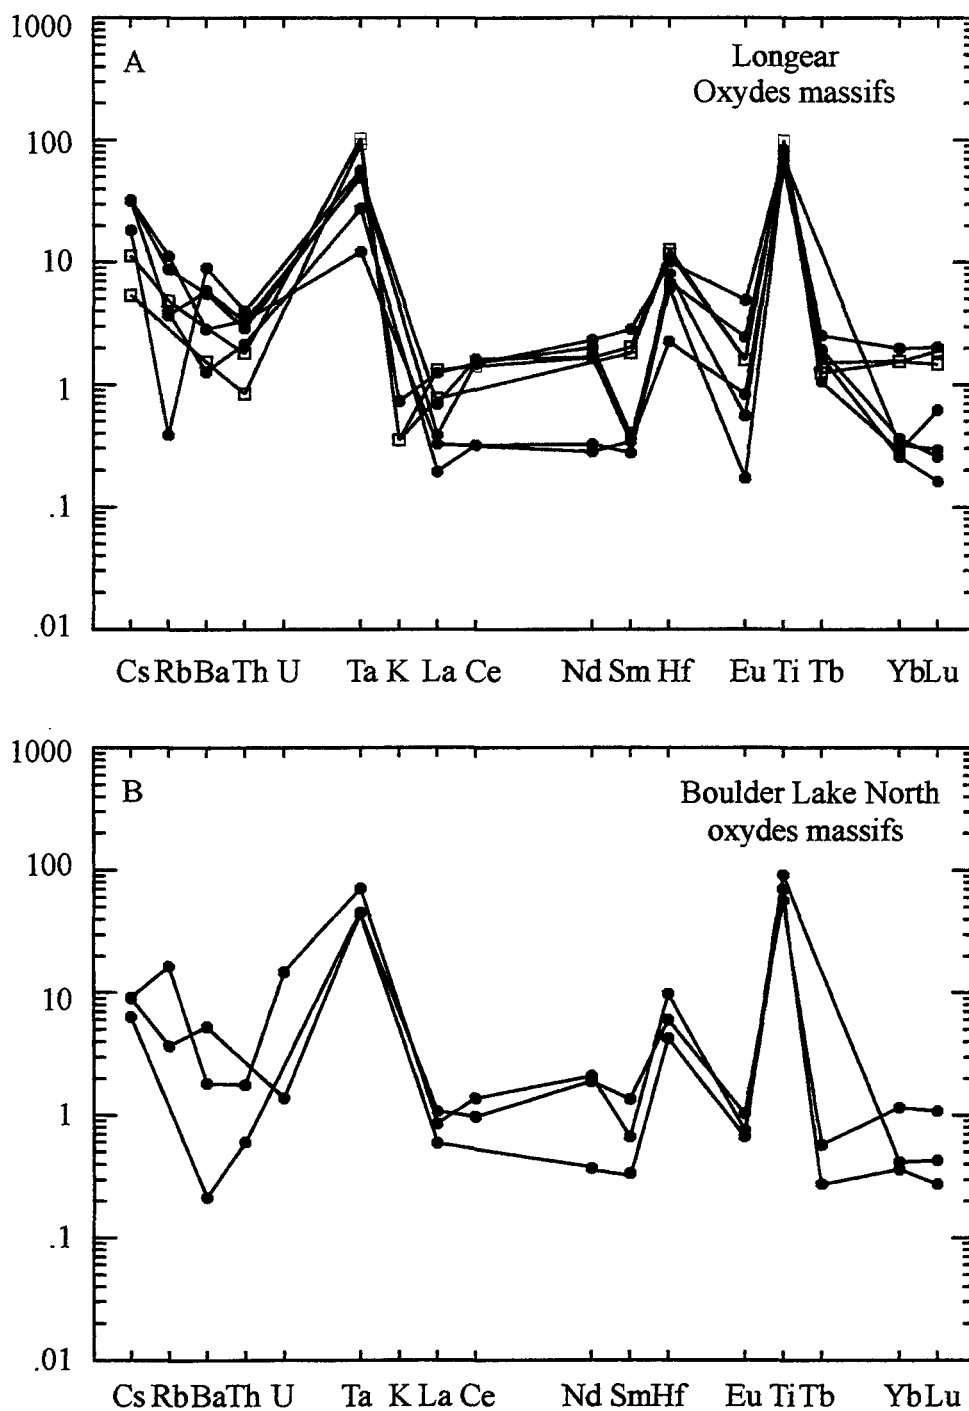 1000
A
Longear
Oxydes massifs
100
10
1
.1
.01
Cs Rb Ba Th U Ta K La Ce Nd Sm Hf Eu Ti Tb Yb Lu
1000
B
Boulder Lake North
oxydes massifs
100
10
1
.1
.01
Cs Rb Ba Th U Ta K La Ce Nd Sm Hf Eu Ti Tb Yb Lu